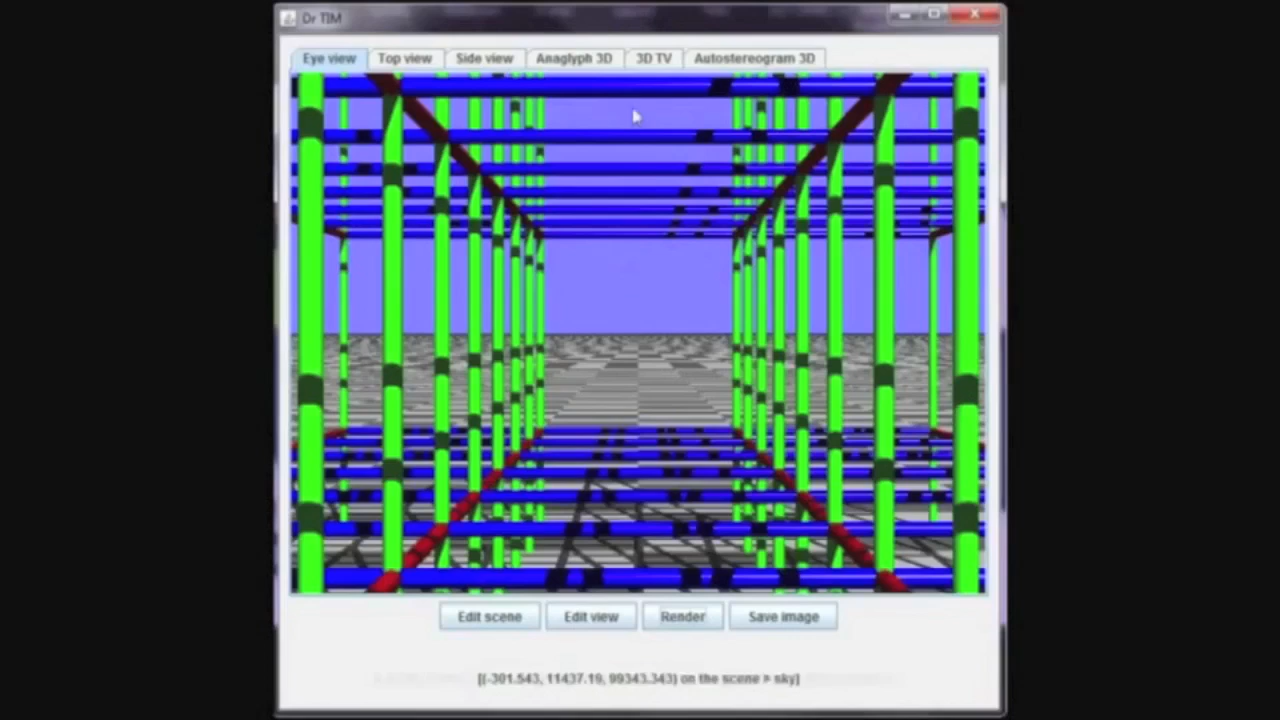 Dr TIM
Eye view Top view Side view Anaglyph 3D 3D TV Autostereogram 3D
Edit scene Edit view Render Save image
[(-301.543, 11437.19, 99343.343) on the scene > sky]